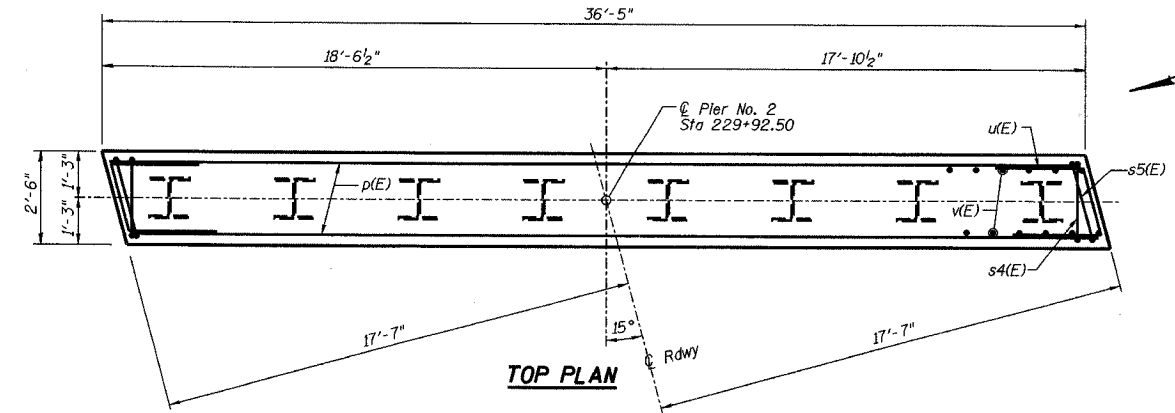 36'-5"
18'-6½"
17'-10½"
℄ Pier No. 2
Sta 229+92.50
u(E)
s5(E)
2'-6"
1'-3"
1'-3"
p(E)
v(E)
s4(E)
17'-7"
15°
℄ Rdwy
17'-7"
TOP PLAN